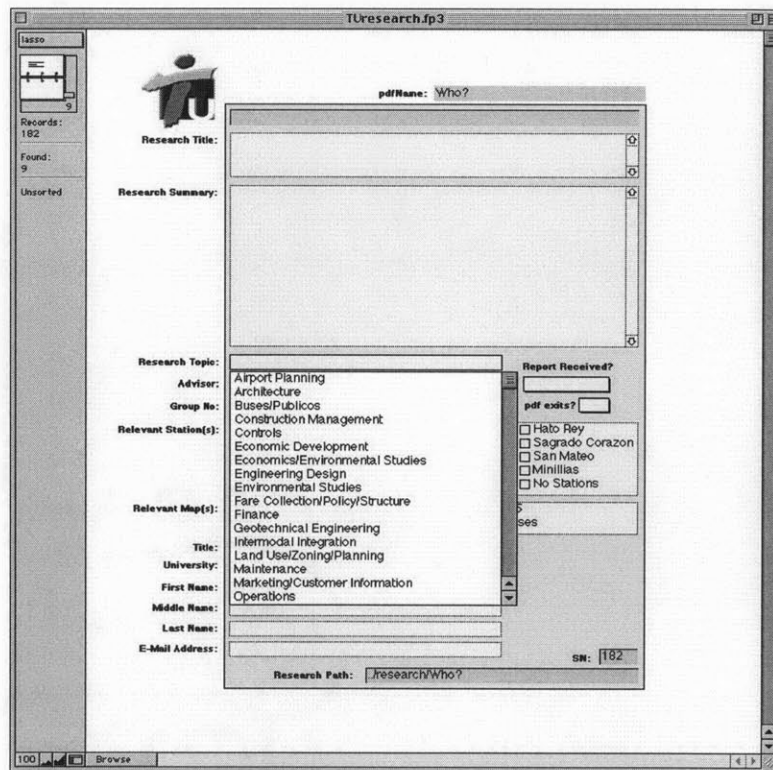 TUresearch.fp3
lasso
9
Records:
182
Found:
9
Unsorted
TU
pdfName: Who?
Research Title:
Research Summary:
Research Topic:
Report Received?
Advisor:
Group No:
pdf exits?
Relevant Station(s):
Airport Planning
Architecture
Buses/Publicos
Construction Management
Controls
Economic Development
Economics/Environmental Studies
Engineering Design
Environmental Studies
Fare Collection/Policy/Structure
Finance
Geotechnical Engineering
Intermodal Integration
Land Use/Zoning/Planning
Maintenance
Marketing/Customer Information
Operations
Hato Rey
Sagrado Corazon
San Mateo
Minillias
No Stations
Relevant Map(s):
ses
Title:
University:
First Name:
Middle Name:
Last Name:
E-Mail Address:
SN: 182
Research Path: ./research/Who?
100
Browse